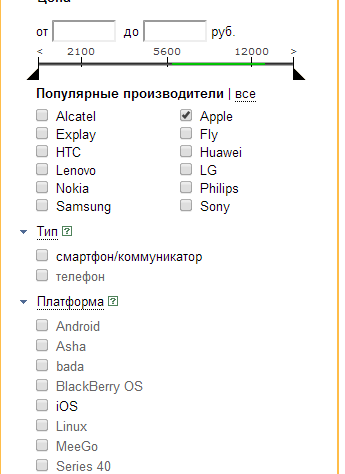 Цена
от до руб.
< 2100 5600 12000 >
Популярные производители | все
Alcatel Apple
Explay Fly
HTC Huawei
Lenovo LG
Nokia Philips
Samsung Sony
Тип ?
смартфон/коммуникатор
телефон
Платформа ?
Android
Asha
bada
BlackBerry OS
iOS
Linux
MeeGo
Series 40